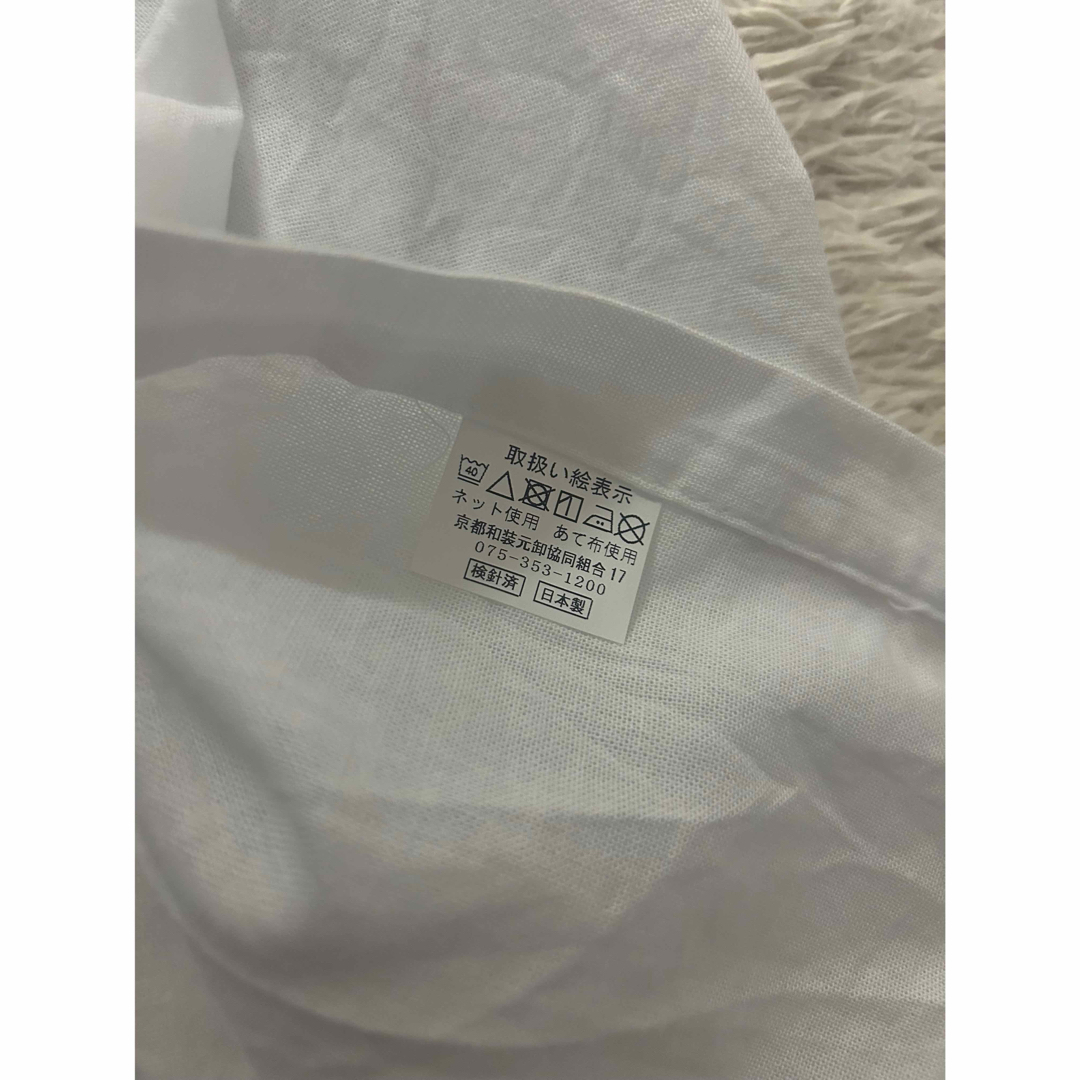 取扱い絵表示
40
ネット使用 あて布使用
京都和装元卸協同組合17
075-353-1200
検針済 日本製